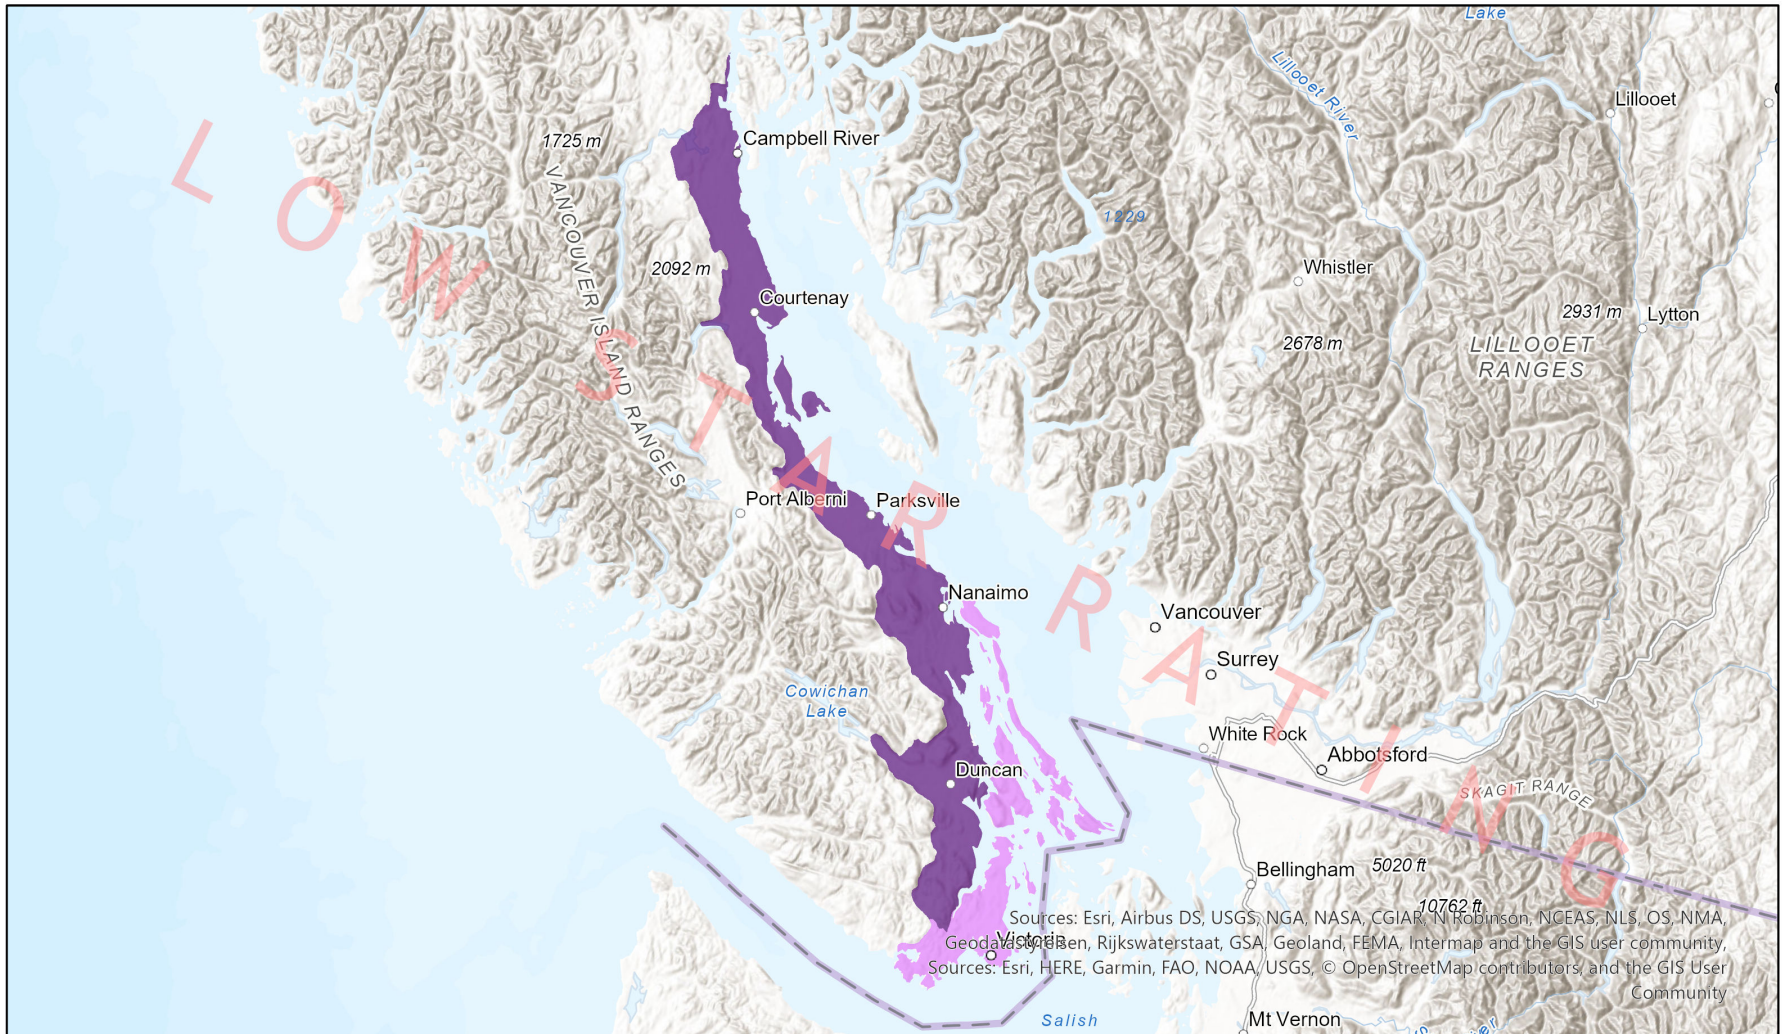 Lake
Lillooet River
Lillooet
Campbell River
1725 m
VANCOUVER ISLAND RANGES
1229
2092 m
Whistler
Courtenay
2931 m
Lytton
2678 m
LILLOOET
RANGES
LOW STAR RATING
Port Alberni
Parksville
Nanaimo
Vancouver
Surrey
Cowichan
Lake
White Rock
Abbotsford
Duncan
SKAGIT RANGE
Bellingham
5020 ft
10762 ft
Victoria
Sources: Esri, Airbus DS, USGS, NGA, NASA, CGIAR, N Robinson, NCEAS, NLS, OS, NMA,
Geodatastyrelsen, Rijkswaterstaat, GSA, Geoland, FEMA, Intermap and the GIS user community,
Sources: Esri, HERE, Garmin, FAO, NOAA, USGS, © OpenStreetMap contributors, and the GIS User
Community
Salish
Mt Vernon